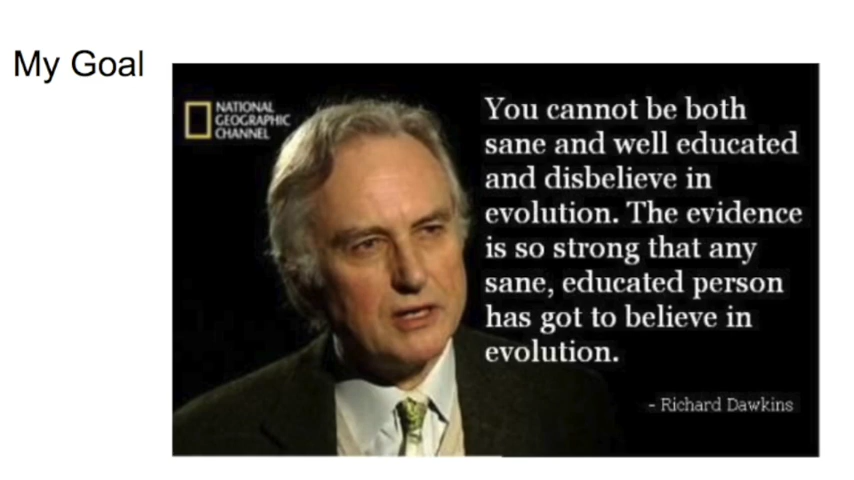 My Goal
NATIONAL
GEOGRAPHIC
CHANNEL
You cannot be both
sane and well educated
and disbelieve in
evolution. The evidence
is so strong that any
sane, educated person
has got to believe in
evolution.
- Richard Dawkins